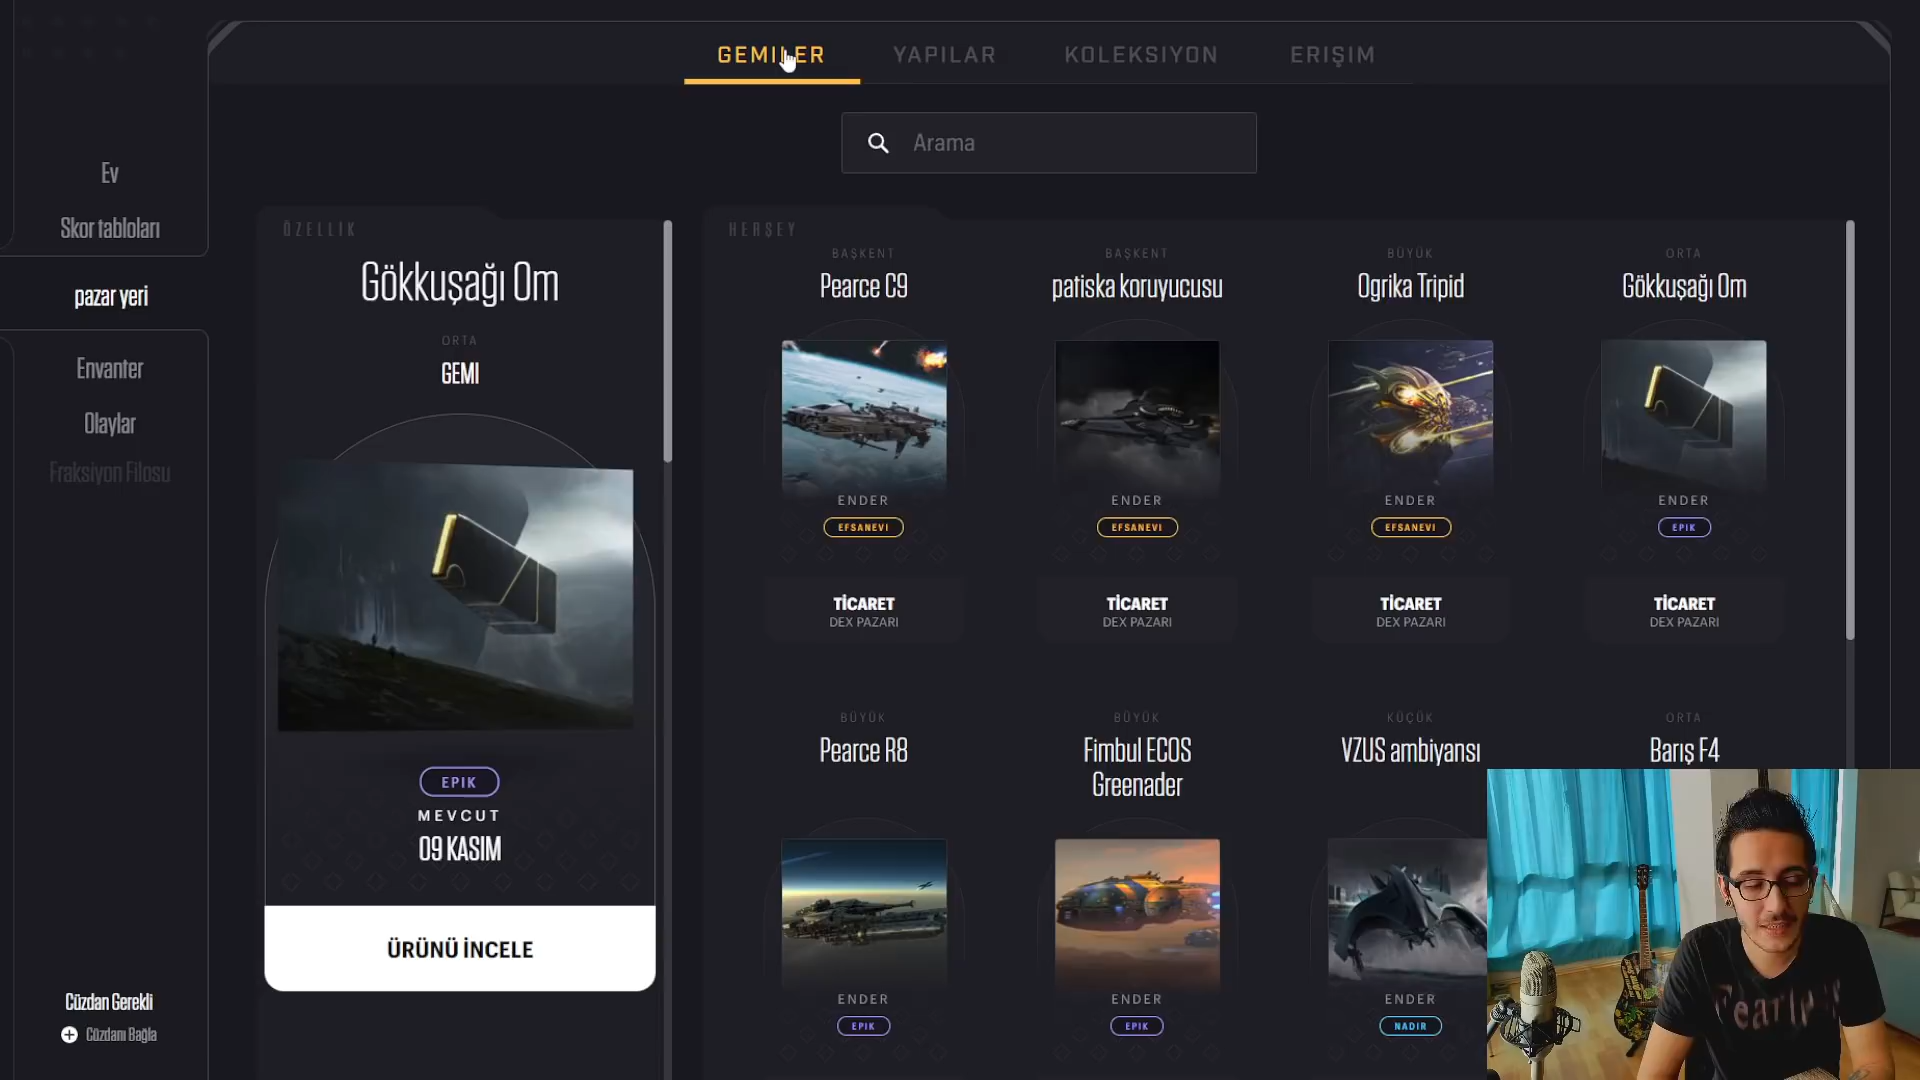 GEMILER
YAPILAR
KOLEKSIYON
ERIŞIM
Arama
Ev
Skor tabloları
pazar yeri
Envanter
Olaylar
Fraksiyon Filosu
Cüzdan Gerekli
Cüzdanı Bağla
ÖZELLIK
Gökkuşağı Om
ORTA
GEMI
EPIK
MEVCUT
09 KASIM
ÜRÜNÜ İNCELE
HERŞEY
BAŞKENT
Pearce C9
ENDER
EFSANEVI
TİCARET
DEX PAZARI
BAŞKENT
patiska koruyucusu
ENDER
EFSANEVI
TİCARET
DEX PAZARI
BÜYÜK
Ogrika Tripid
ENDER
EFSANEVI
TİCARET
DEX PAZARI
ORTA
Gökkuşağı Om
ENDER
EPIK
TİCARET
DEX PAZARI
BÜYÜK
Pearce R8
ENDER
EPIK
BÜYÜK
Fimbul ECOS
Greenader
ENDER
EPIK
KÜÇÜK
VZUS ambiyansı
ENDER
NADIR
ORTA
Barış F4